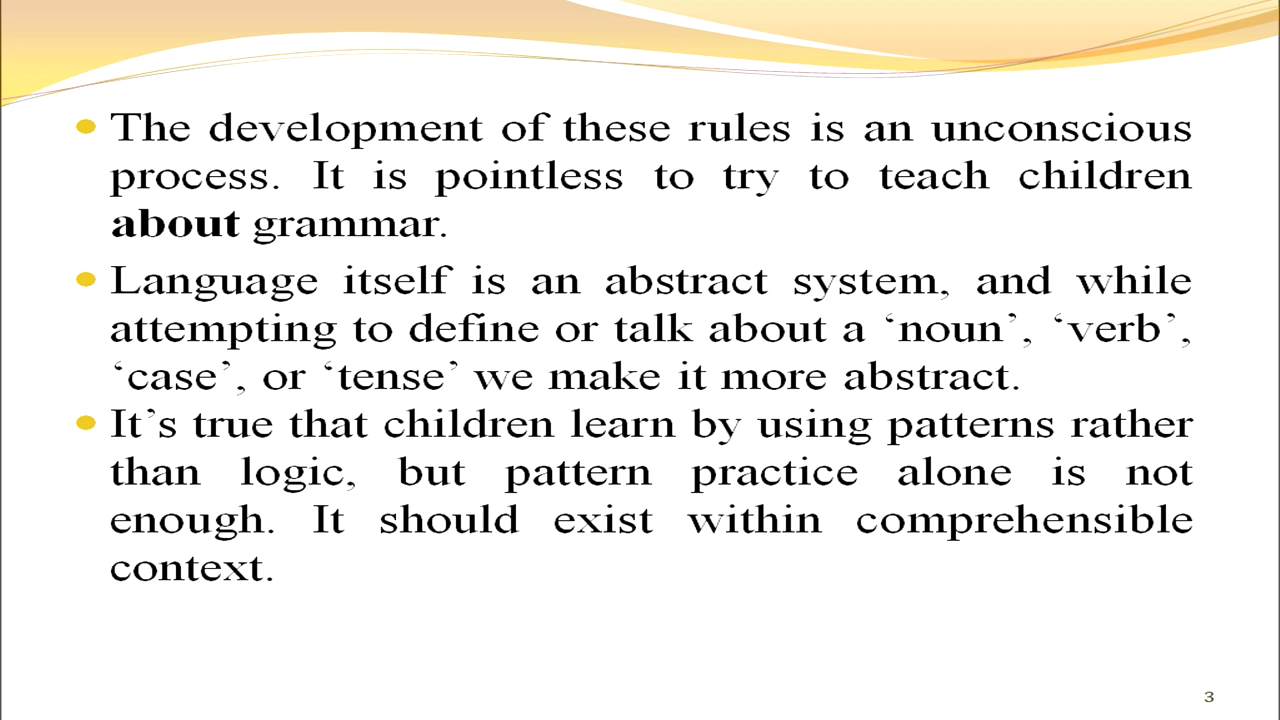 The development of these rules is an unconscious
process. It is pointless to try to teach children
about grammar.
Language itself is an abstract system, and while
attempting to define or talk about a ‘noun’, ‘verb’,
‘case’, or ‘tense’ we make it more abstract.
It’s true that children learn by using patterns rather
than logic, but pattern practice alone is not
enough. It should exist within comprehensible
context.
3